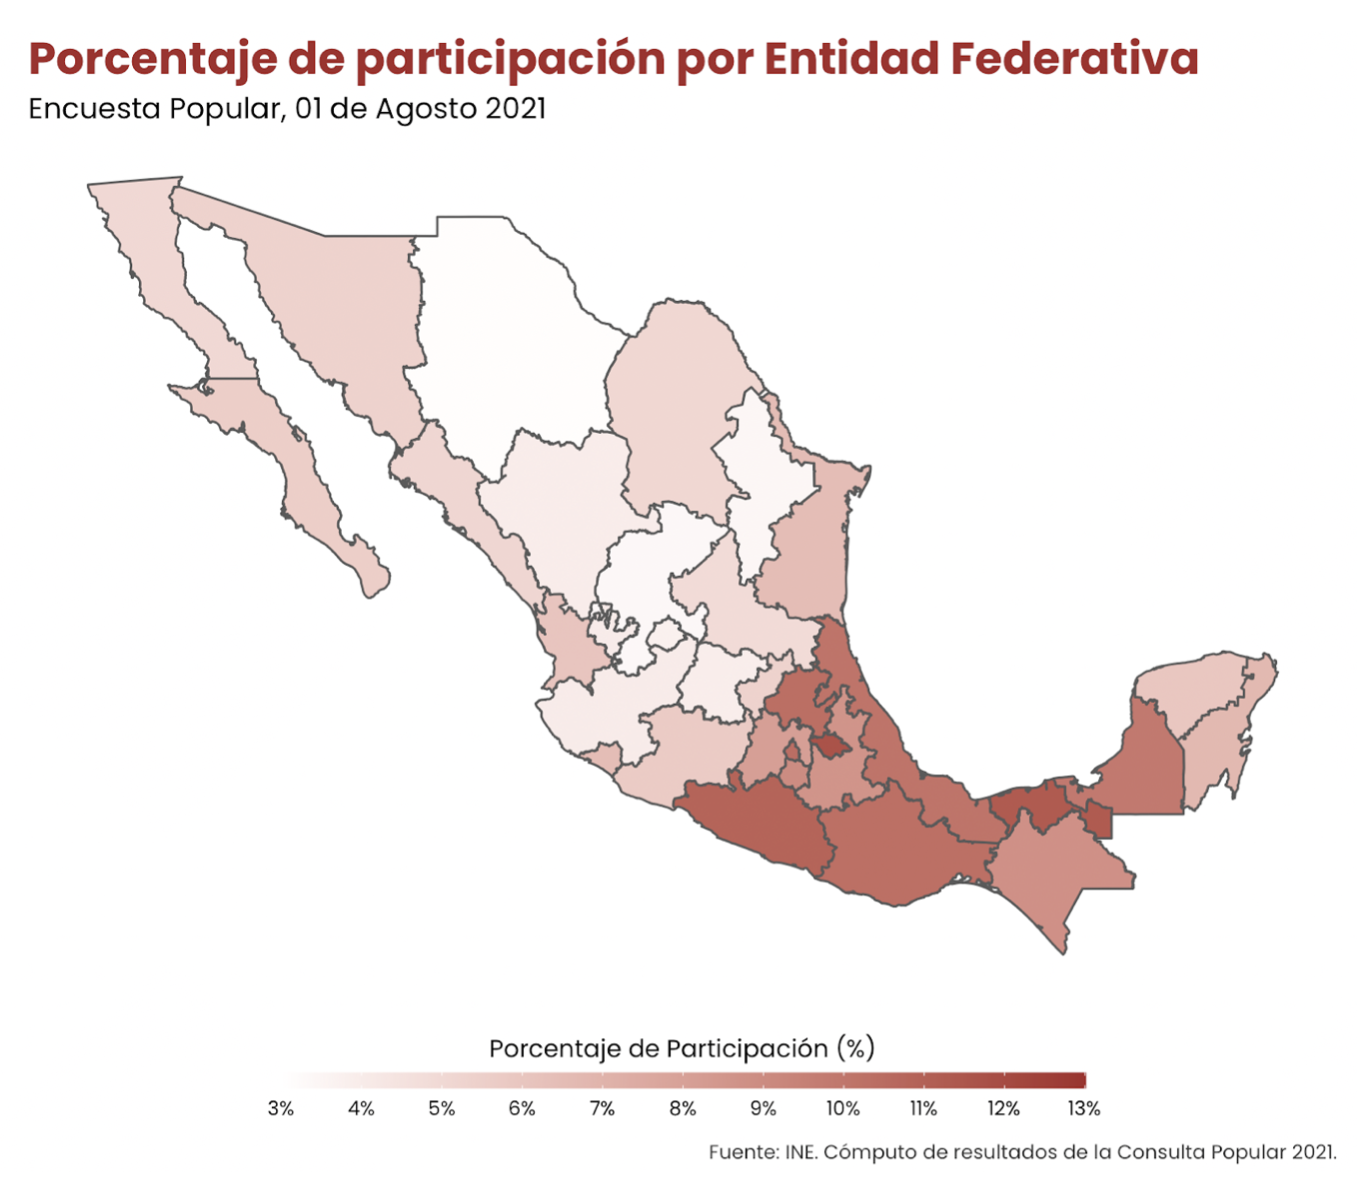 Porcentaje de participación por Entidad Federativa
Encuesta Popular, 01 de Agosto 2021
Porcentaje de Participación (%)
3% 4% 5% 6% 7% 8% 9% 10% 11% 12% 13%
Fuente: INE. Cómputo de resultados de la Consulta Popular 2021.